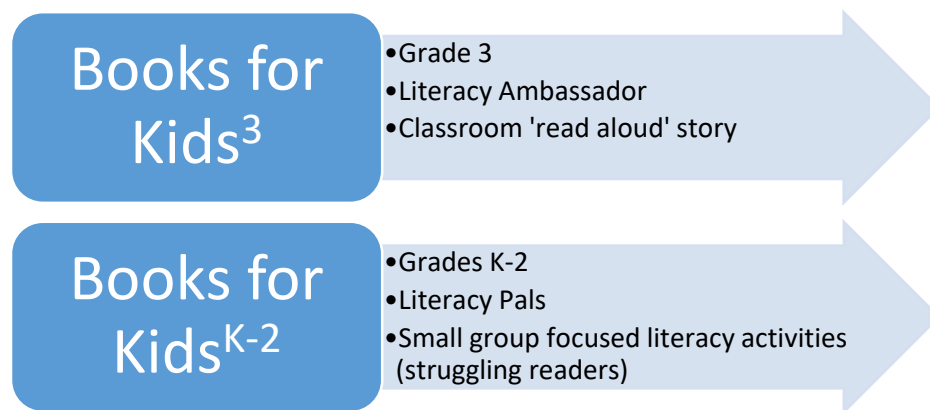 Books for
Kids³
•Grade 3
•Literacy Ambassador
•Classroom 'read aloud' story
Books for
Kidsᴷ⁻²
•Grades K-2
•Literacy Pals
•Small group focused literacy activities
(struggling readers)